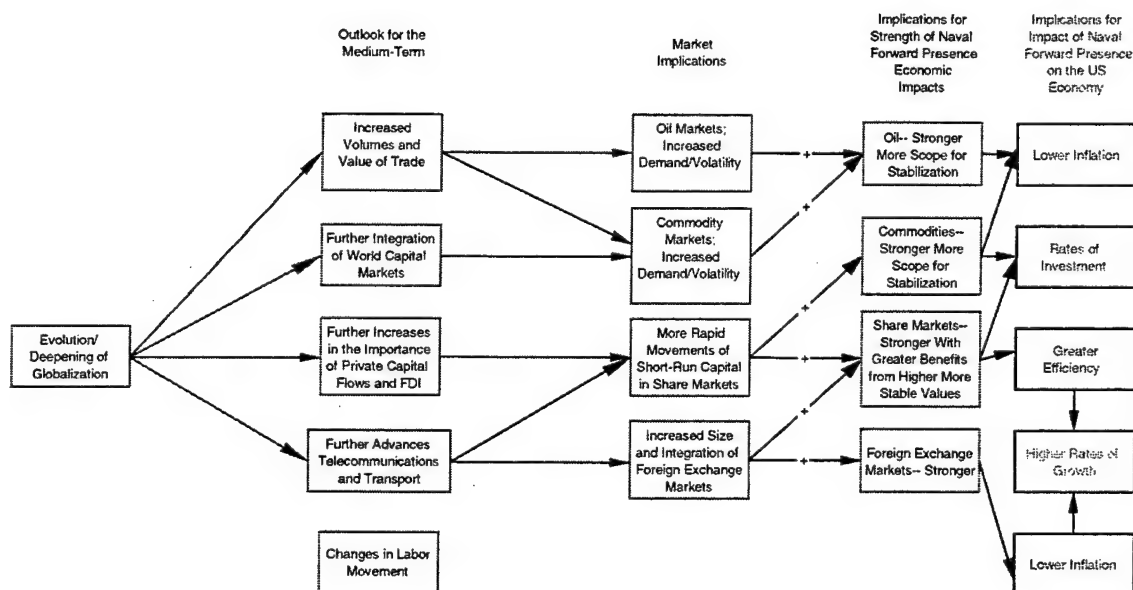 Outlook for the
Medium-Term
Market
Implications
Implications for
Strength of Naval
Forward Presence
Economic
Impacts
Implications for
Impact of Naval
Forward Presence
on the US
Economy
Increased
Volumes and
Value of Trade
Oil Markets;
Increased
Demand/Volatility
+
Oil-- Stronger
More Scope for
Stabilization
Lower Inflation
+
Further Integration
of World Capital
Markets
Commodity
Markets;
Increased
Demand/Volatility
Commodities--
Stronger More
Scope for
Stabilization
Rates of
Investment
+
Evolution/
Deepening of
Globalization
Further Increases
in the Importance
of Private Capital
Flows and FDI
More Rapid
Movements of
Short-Run Capital
in Share Markets
+
Share Markets--
Stronger With
Greater Benefits
from Higher More
Stable Values
Greater
Efficiency
+
Further Advances
Telecommunications
and Transport
Increased Size
and Integration of
Foreign Exchange
Markets
+
Foreign Exchange
Markets-- Stronger
Higher Rates of
Growth
Changes in Labor
Movement
Lower Inflation